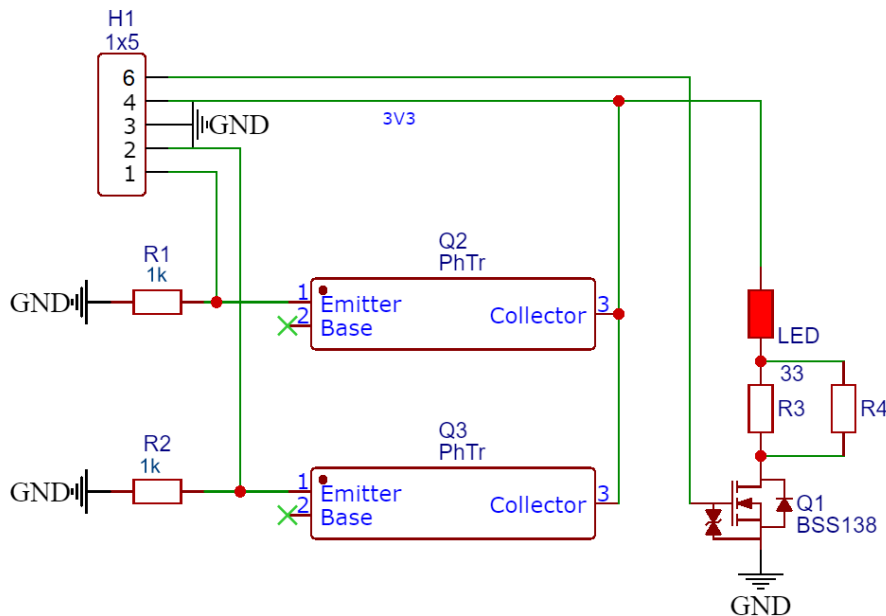 H1
1x5
6
4
3
2
1
GND
3V3
R1
1k
GND
Q2
PhTr
1
Emitter
2
Base
Collector
3
R2
1k
GND
Q3
PhTr
1
Emitter
2
Base
Collector
3
LED
33
R3
R4
Q1
BSS138
GND